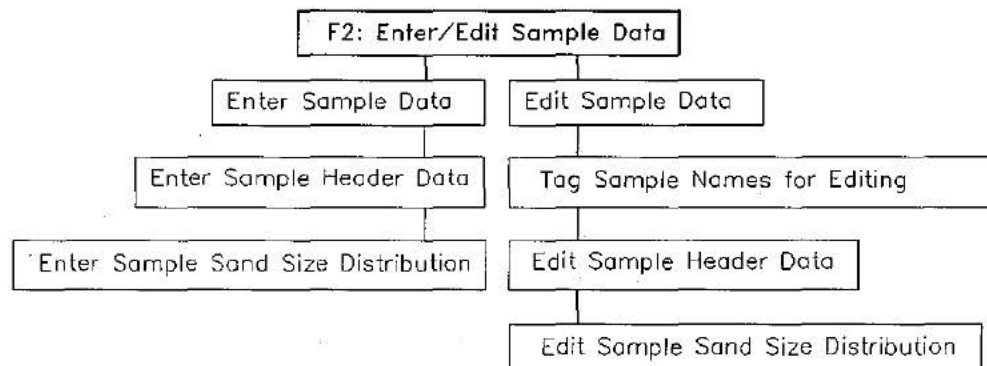 F2: Enter/Edit Sample Data
Enter Sample Data
Edit Sample Data
Enter Sample Header Data
Tag Sample Names for Editing
Enter Sample Sand Size Distribution
Edit Sample Header Data
Edit Sample Sand Size Distribution